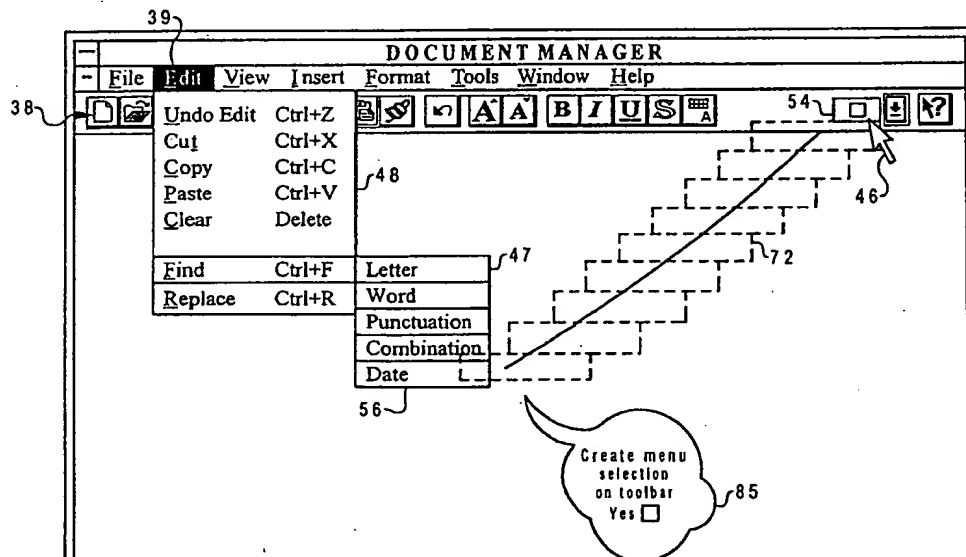 39
DOCUMENT MANAGER
File Edit View Insert Format Tools Window Help
38
A A B I U S A
54
?
Undo Edit Ctrl+Z
Cut Ctrl+X
Copy Ctrl+C
Paste Ctrl+V
Clear Delete
48
46
72
Find Ctrl+F
Replace Ctrl+R
47
Letter
Word
Punctuation
Combination
Date
56
Create menu
selection
on toolbar
Yes
85